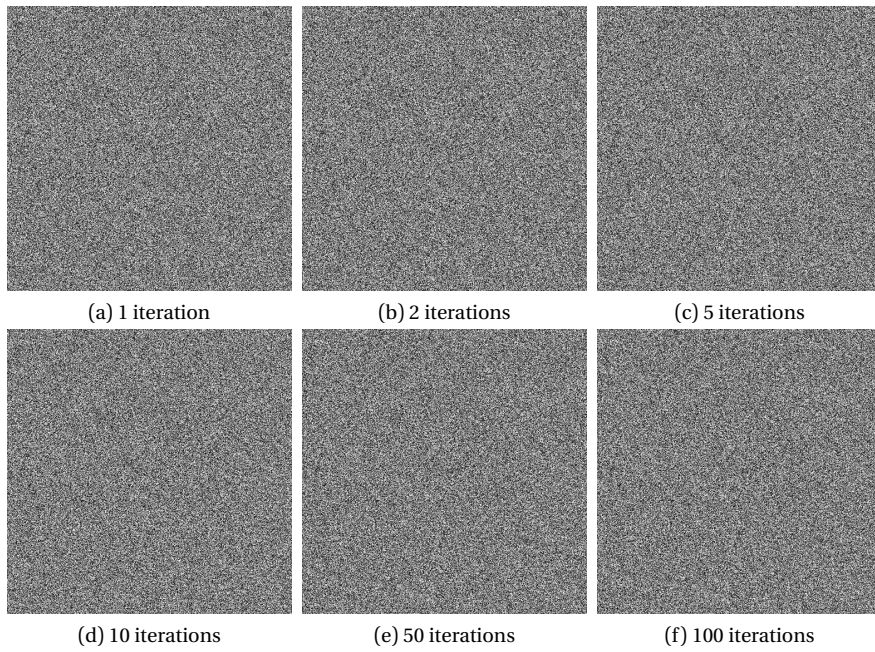 (a) 1 iteration
(b) 2 iterations
(c) 5 iterations
(d) 10 iterations
(e) 50 iterations
(f) 100 iterations